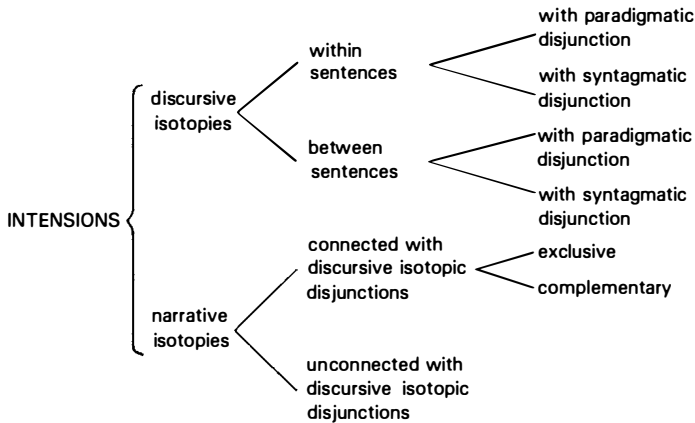 INTENSIONS
discursive
isotopies
within
sentences
with paradigmatic
disjunction
with syntagmatic
disjunction
between
sentences
with paradigmatic
disjunction
with syntagmatic
disjunction
narrative
isotopies
connected with
discursive isotopic
disjunctions
exclusive
complementary
unconnected with
discursive isotopic
disjunctions